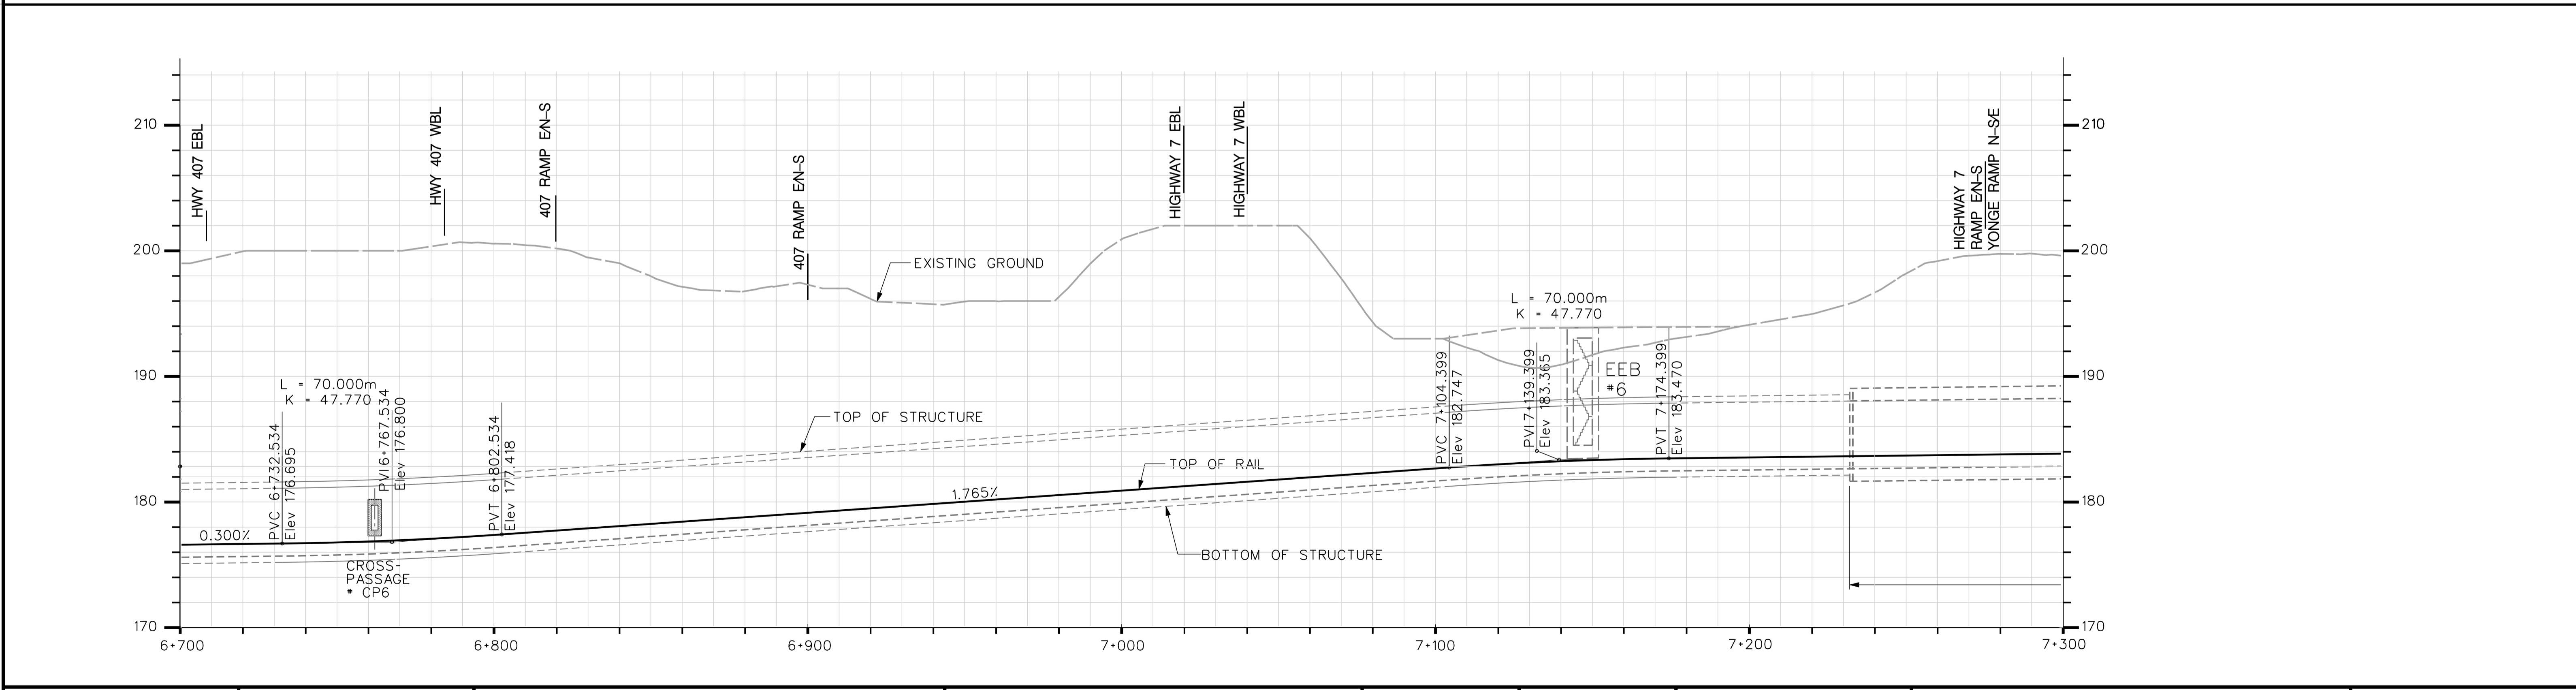 210
200
190
180
170
HWY 407 EBL
HWY 407 WBL
407 RAMP E/N-S
407 RAMP E/N-S
HIGHWAY 7 EBL
HIGHWAY 7 WBL
HIGHWAY 7
RAMP E/N-S
YONGE RAMP N-S/E
210
200
190
180
170
EXISTING GROUND
L = 70.000m
K = 47.770
L = 70.000m
K = 47.770
TOP OF STRUCTURE
TOP OF RAIL
BOTTOM OF STRUCTURE
0.300%
1.765%
PVC 6+732.534
Elev 176.695
PVI 6+767.534
Elev 176.800
PVT 6+802.534
Elev 177.418
PVC 7+104.399
Elev 182.747
PVI 7+139.399
Elev 183.365
PVT 7+174.399
Elev 183.470
EEB
#6
CROSS-
PASSAGE
# CP6
6+700
6+800
6+900
7+000
7+100
7+200
7+300